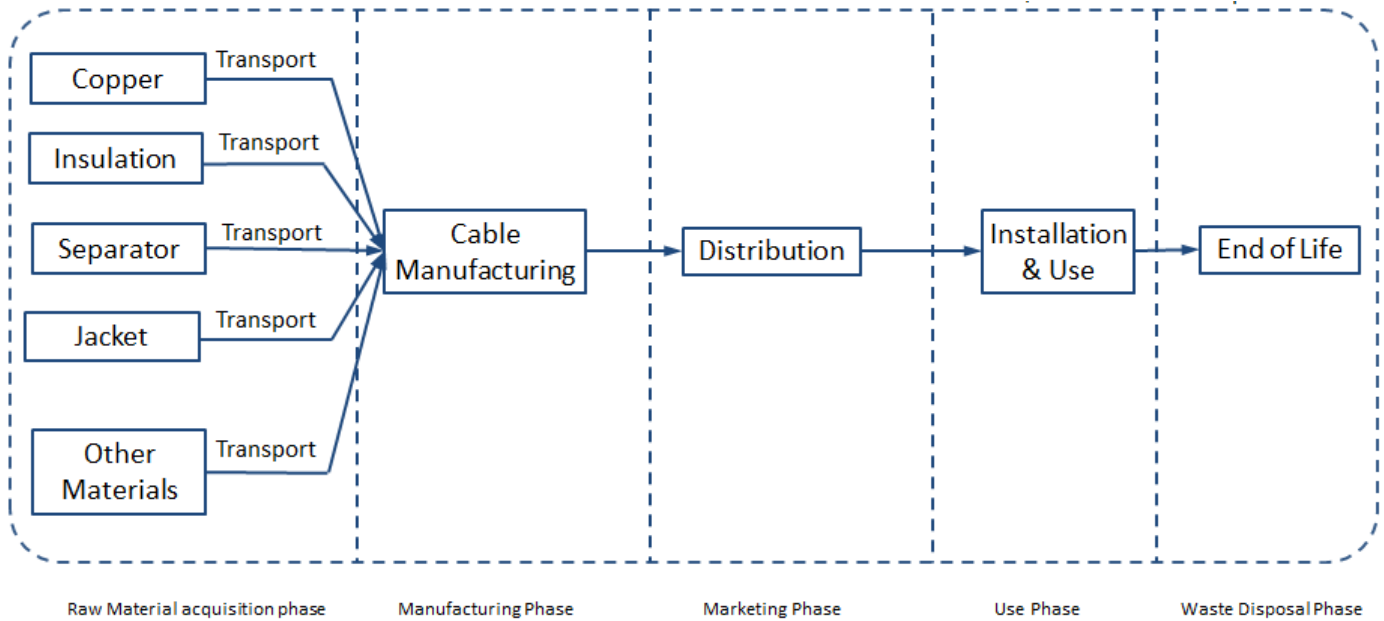 Copper
Transport
Insulation
Transport
Separator
Transport
Jacket
Transport
Other
Materials
Transport
Cable
Manufacturing
Distribution
Installation
& Use
End of Life
Raw Material acquisition phase
Manufacturing Phase
Marketing Phase
Use Phase
Waste Disposal Phase